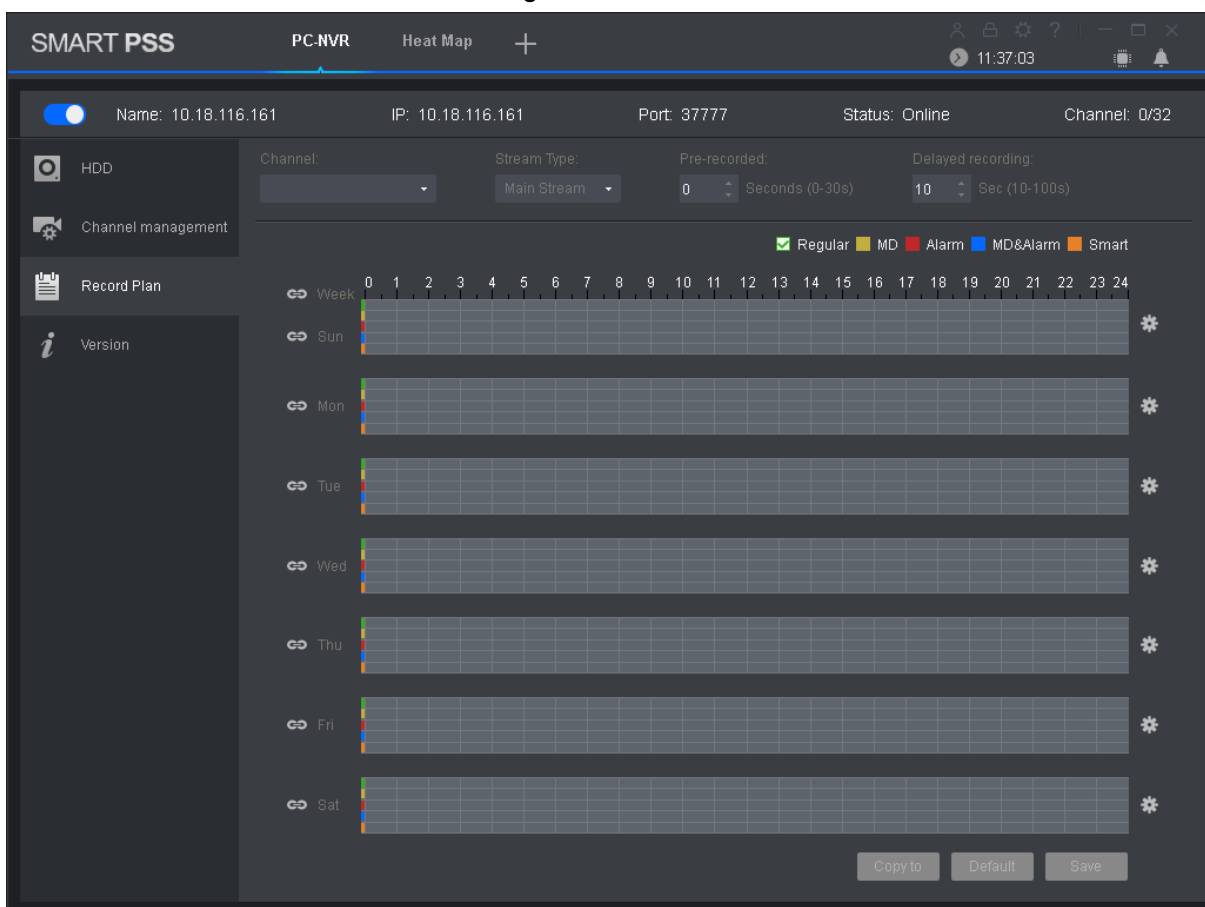 SMART PSS PC-NVR Heat Map ?
11:37:03
Name: 10.18.116.161 IP: 10.18.116.161 Port: 37777 Status: Online Channel: 0/32
HDD
Channel management
Record Plan
Version
Channel: Stream Type: Pre-recorded: Delayed recording:
Main Stream 0 Seconds (0-30s) 10 Sec (10-100s)
Regular MD Alarm MD&Alarm Smart
Week 0 1 2 3 4 5 6 7 8 9 10 11 12 13 14 15 16 17 18 19 20 21 22 23 24
Sun
Mon
Tue
Wed
Thu
Fri
Sat
Copy to Default Save